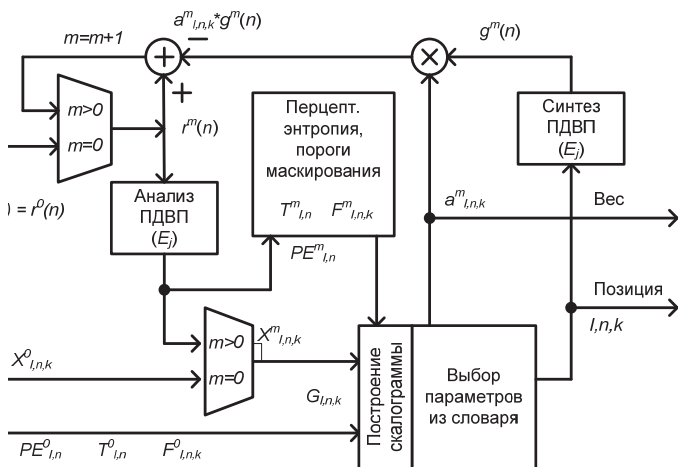 a^m_{l,n,k}*g^m(n)
m=m+1
–
g^m(n)
+
×
+
m>0
m=0
r^m(n)
Перцепт.
энтропия,
пороги
маскирования
T^m_{l,n} F^m_{l,n,k}
Синтез
ПДВП
(E_j)
) = r^0(n)
Анализ
ПДВП
(E_j)
a^m_{l,n,k}
Вес
PE^m_{l,n}
Позиция
l,n,k
m>0
m=0
X^m_{l,n,k}
X^0_{l,n,k}
G_{l,n,k}
Построение
скалограммы
Выбор
параметров
из словаря
PE^0_{l,n} T^0_{l,n} F^0_{l,n,k}